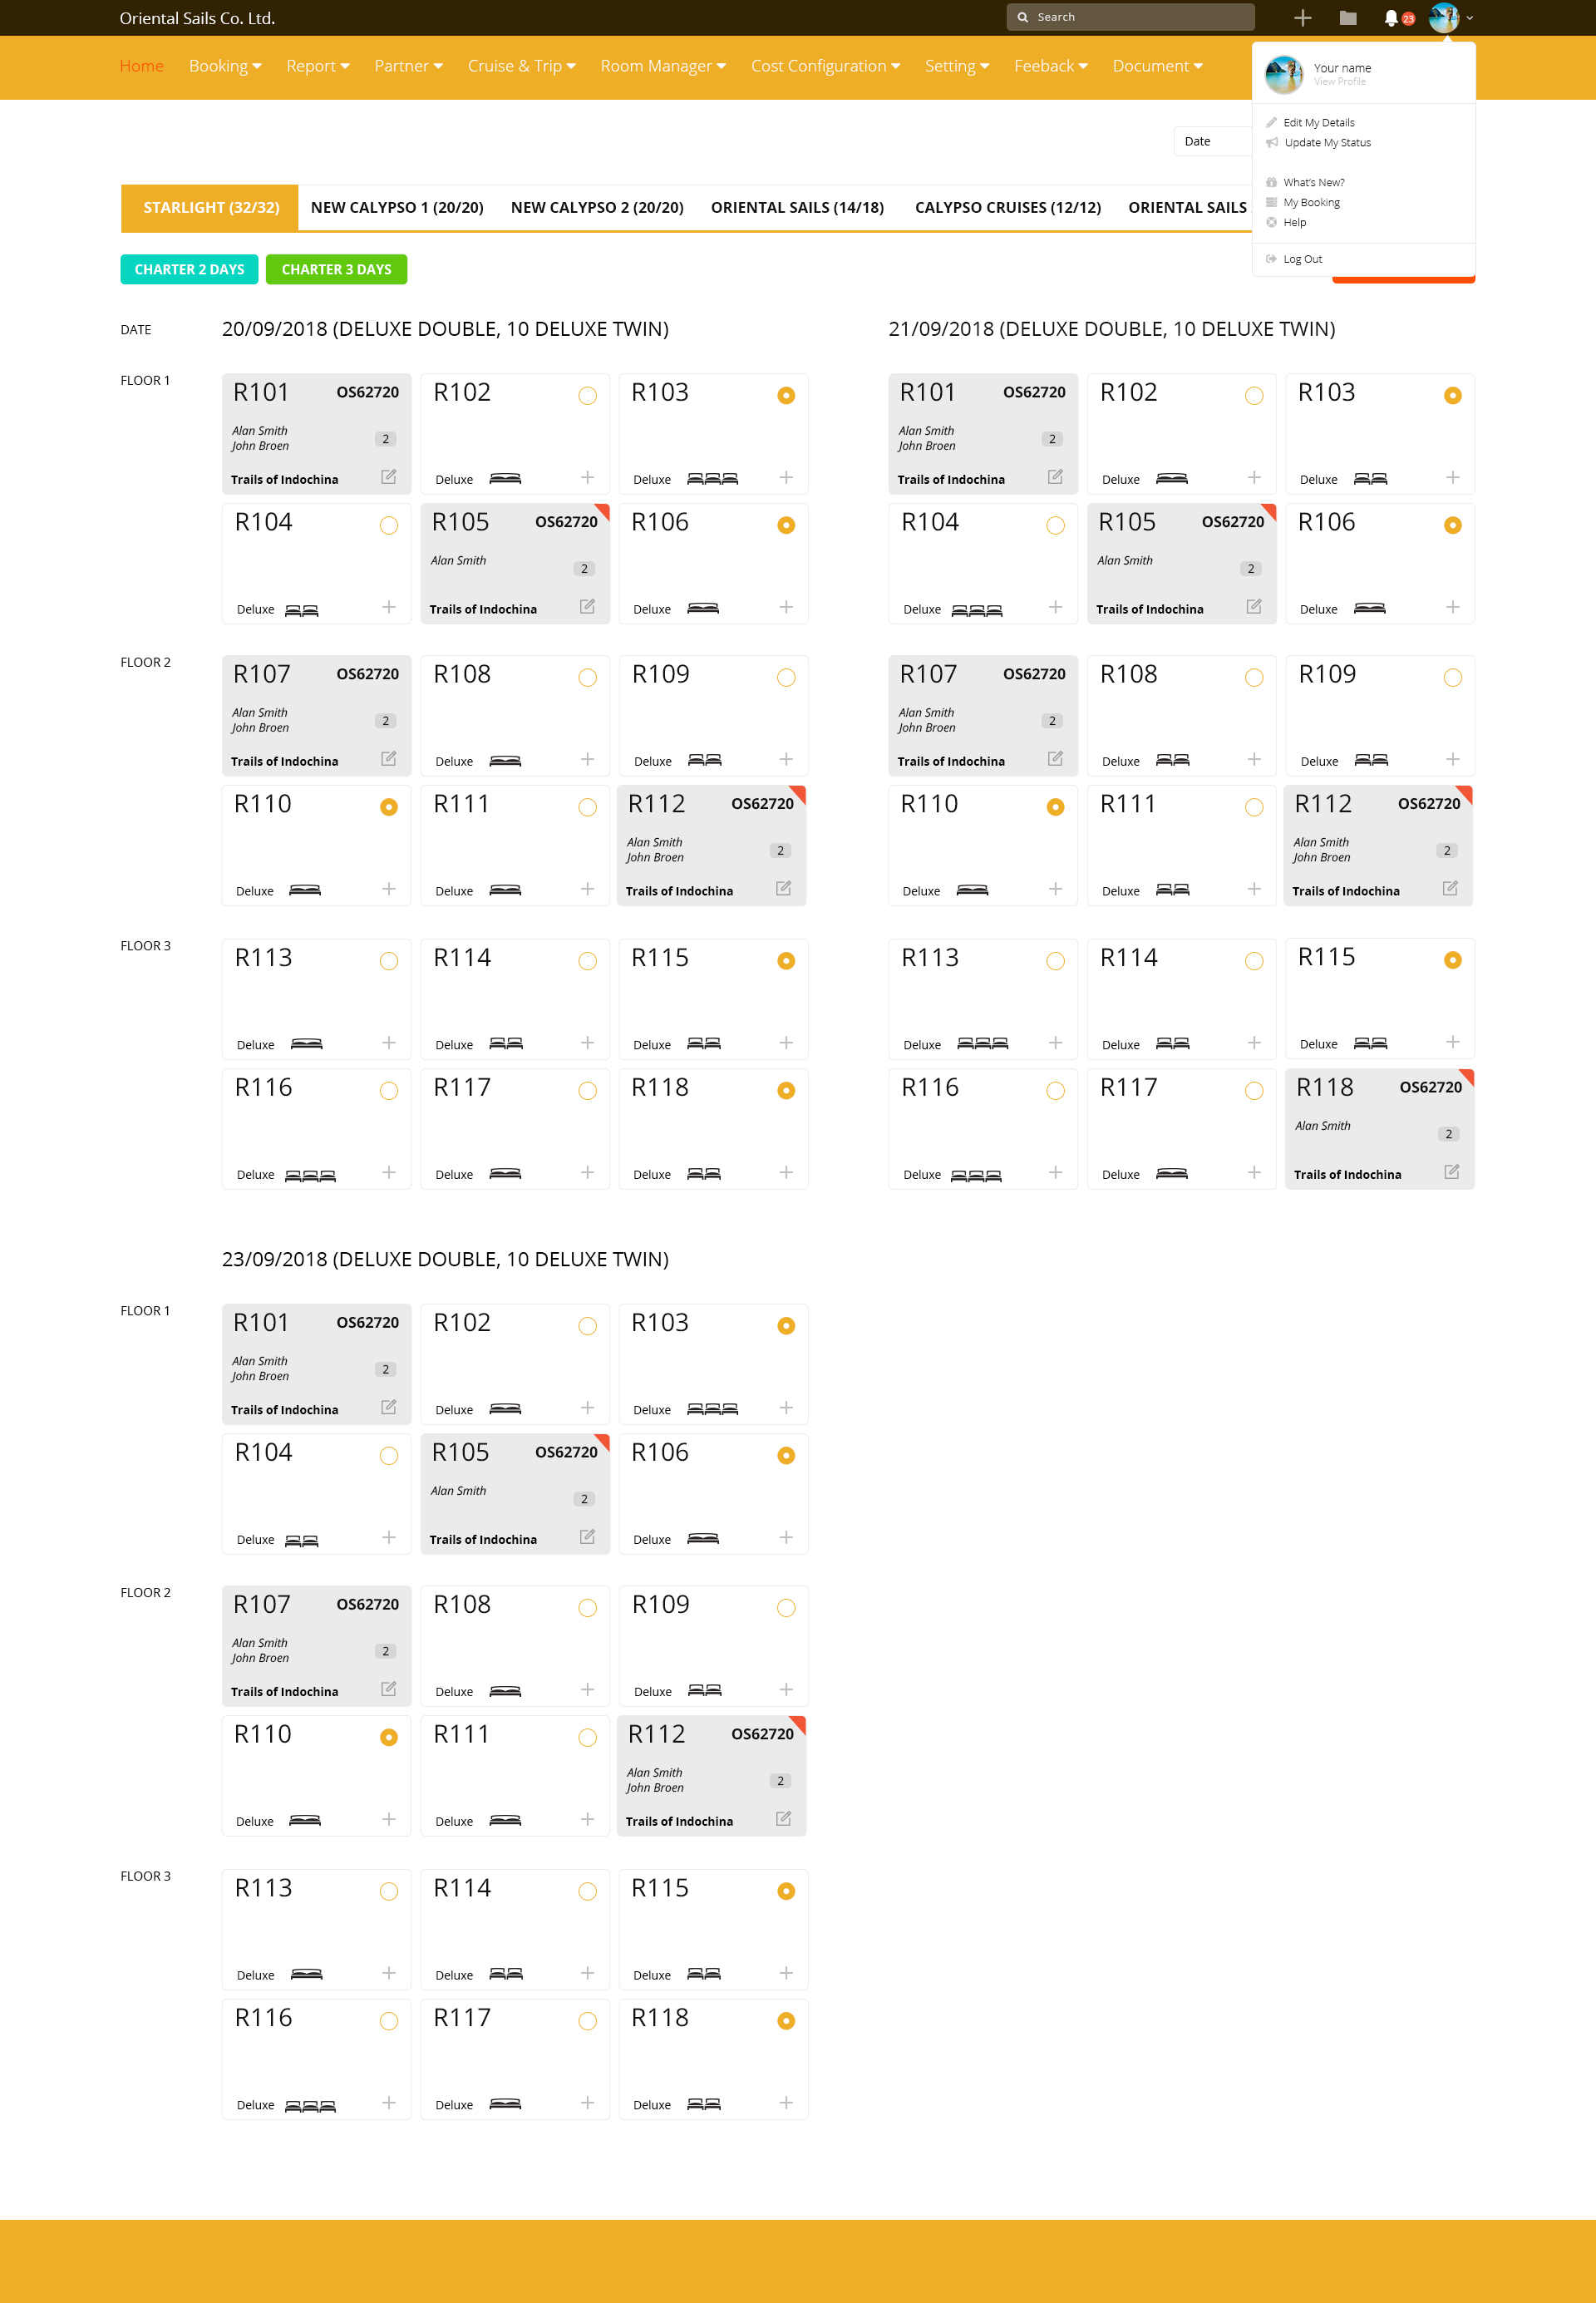 Oriental Sails Co. Ltd.
Search
23
Home Booking Report Partner Cruise & Trip Room Manager Cost Configuration Setting Feeback Document
Your name
View Profile
Edit My Details
Update My Status
What's New?
My Booking
Help
Log Out
Date
STARLIGHT (32/32) NEW CALYPSO 1 (20/20) NEW CALYPSO 2 (20/20) ORIENTAL SAILS (14/18) CALYPSO CRUISES (12/12) ORIENTAL SAILS
CHARTER 2 DAYS CHARTER 3 DAYS
DATE
20/09/2018 (DELUXE DOUBLE, 10 DELUXE TWIN)
FLOOR 1
R101 OS62720
Alan Smith
John Broen
2
Trails of Indochina
R102
Deluxe
R103
Deluxe
R104
Deluxe
R105 OS62720
Alan Smith
2
Trails of Indochina
R106
Deluxe
FLOOR 2
R107 OS62720
Alan Smith
John Broen
2
Trails of Indochina
R108
Deluxe
R109
Deluxe
R110
Deluxe
R111
Deluxe
R112 OS62720
Alan Smith
John Broen
2
Trails of Indochina
FLOOR 3
R113
Deluxe
R114
Deluxe
R115
Deluxe
R116
Deluxe
R117
Deluxe
R118
Deluxe
21/09/2018 (DELUXE DOUBLE, 10 DELUXE TWIN)
R101 OS62720
Alan Smith
John Broen
2
Trails of Indochina
R102
Deluxe
R103
Deluxe
R104
Deluxe
R105 OS62720
Alan Smith
2
Trails of Indochina
R106
Deluxe
R107 OS62720
Alan Smith
John Broen
2
Trails of Indochina
R108
Deluxe
R109
Deluxe
R110
Deluxe
R111
Deluxe
R112 OS62720
Alan Smith
John Broen
2
Trails of Indochina
R113
Deluxe
R114
Deluxe
R115
Deluxe
R116
Deluxe
R117
Deluxe
R118 OS62720
Alan Smith
2
Trails of Indochina
23/09/2018 (DELUXE DOUBLE, 10 DELUXE TWIN)
FLOOR 1
R101 OS62720
Alan Smith
John Broen
2
Trails of Indochina
R102
Deluxe
R103
Deluxe
R104
Deluxe
R105 OS62720
Alan Smith
2
Trails of Indochina
R106
Deluxe
FLOOR 2
R107 OS62720
Alan Smith
John Broen
2
Trails of Indochina
R108
Deluxe
R109
Deluxe
R110
Deluxe
R111
Deluxe
R112 OS62720
Alan Smith
John Broen
2
Trails of Indochina
FLOOR 3
R113
Deluxe
R114
Deluxe
R115
Deluxe
R116
Deluxe
R117
Deluxe
R118
Deluxe